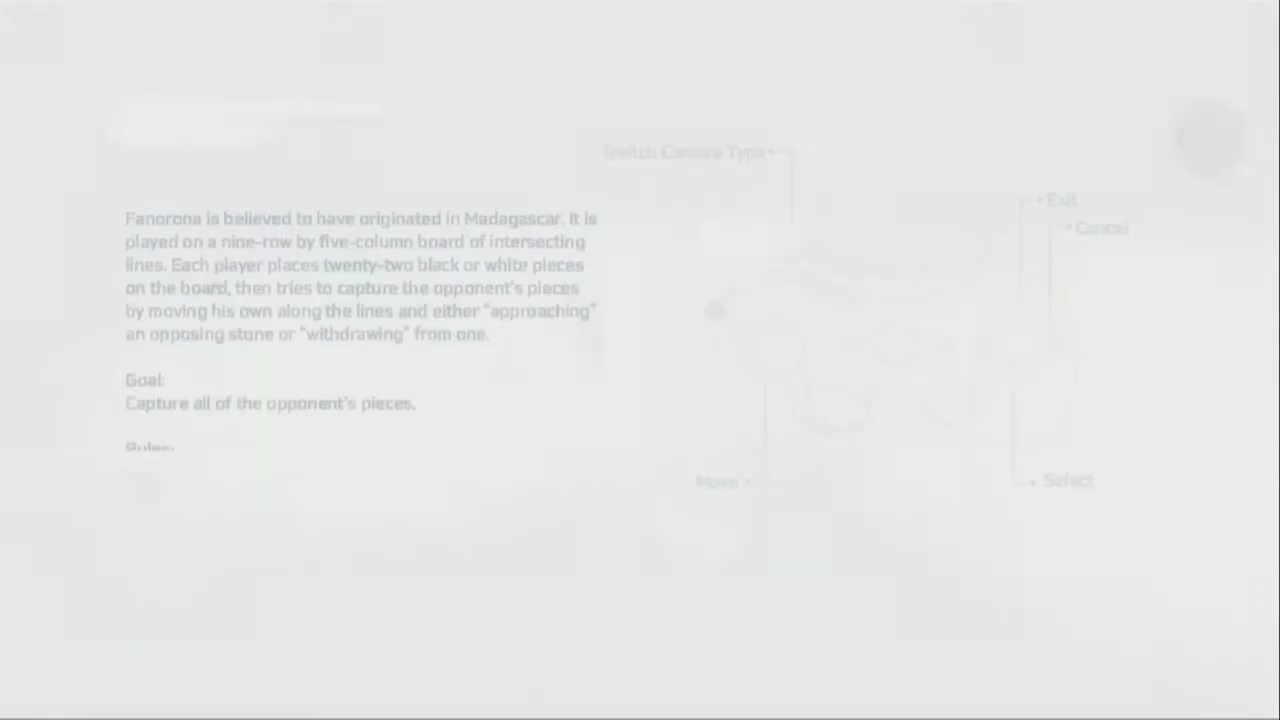 Switch Camera Type
Exit
Cancel
Fanorona is believed to have originated in Madagascar. It is
played on a nine-row by five-column board of intersecting
lines. Each player places twenty-two black or white pieces
on the board, then tries to capture the opponent's pieces
by moving his own along the lines and either "approaching"
an opposing stone or "withdrawing" from one.
Goal:
Capture all of the opponent's pieces.
Move
Select